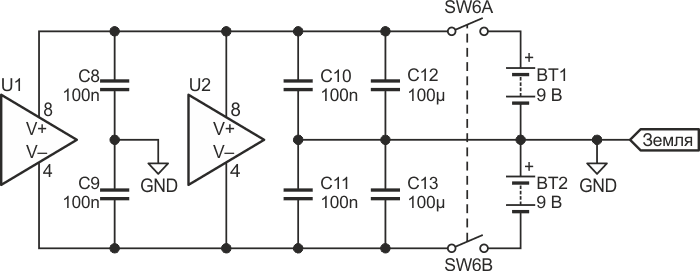 SW6A
U1
C8
100n
U2
C10
100n
C12
100µ
+
BT1
9 В
8
V+
V–
4
8
V+
V–
4
GND
Земля
C9
100n
C11
100n
C13
100µ
+
BT2
9 В
GND
SW6B